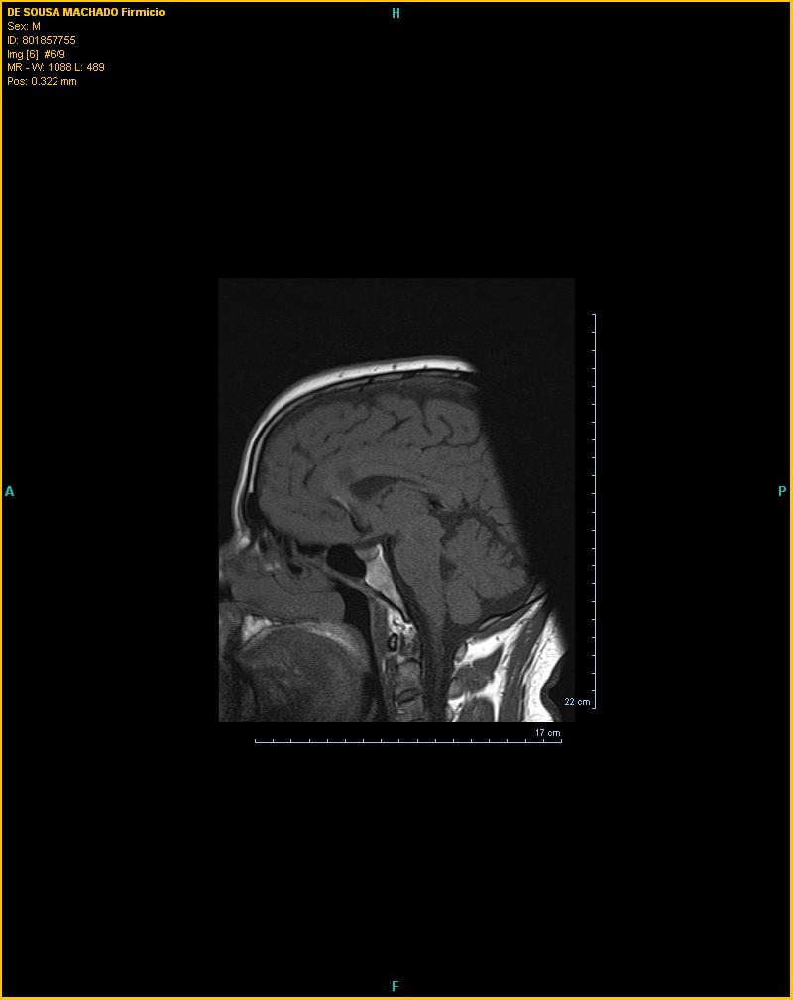 DE SOUSA MACHADO Firmicio
Sex: M
ID: 801857755
Img [6] #6/9
MR - W: 1088 L: 489
Pos: 0.322 mm
H
A
P
22 cm
17 cm
F